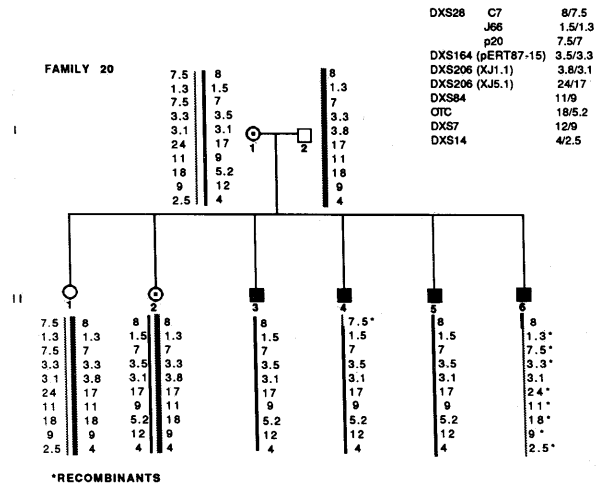 DXS28 C7 8/7.5
J66 1.5/1.3
p20 7.5/7
DXS164 (pERT87-15) 3.5/3.3
DXS206 (XJ1.1) 3.8/3.1
DXS206 (XJ5.1) 24/17
DXS84 11/9
OTC 18/5.2
DXS7 12/9
DXS14 4/2.5
FAMILY 20
7.5 8 8
1.3 1.5 1.3
7.5 7 7
3.3 3.5 3.3
3.1 3.1 3.8
24 17 17
11 9 11
18 5.2 18
9 12 9
2.5 4 4
I 1 2
II 1 2 3 4 5 6
7.5 8 8 8 8 7.5* 8 8
1.3 1.3 1.5 1.3 1.5 1.5 1.5 1.3*
7.5 7 7 7 7 7 7 7.5*
3.3 3.3 3.5 3.3 3.5 3.5 3.5 3.3*
3.1 3.8 3.1 3.8 3.1 3.1 3.1 3.1
24 17 17 17 17 17 17 24*
11 11 9 11 9 9 9 11*
18 18 5.2 18 5.2 5.2 5.2 18*
9 9 12 9 12 12 12 9*
2.5 4 4 4 4 4 4 2.5*
*RECOMBINANTS